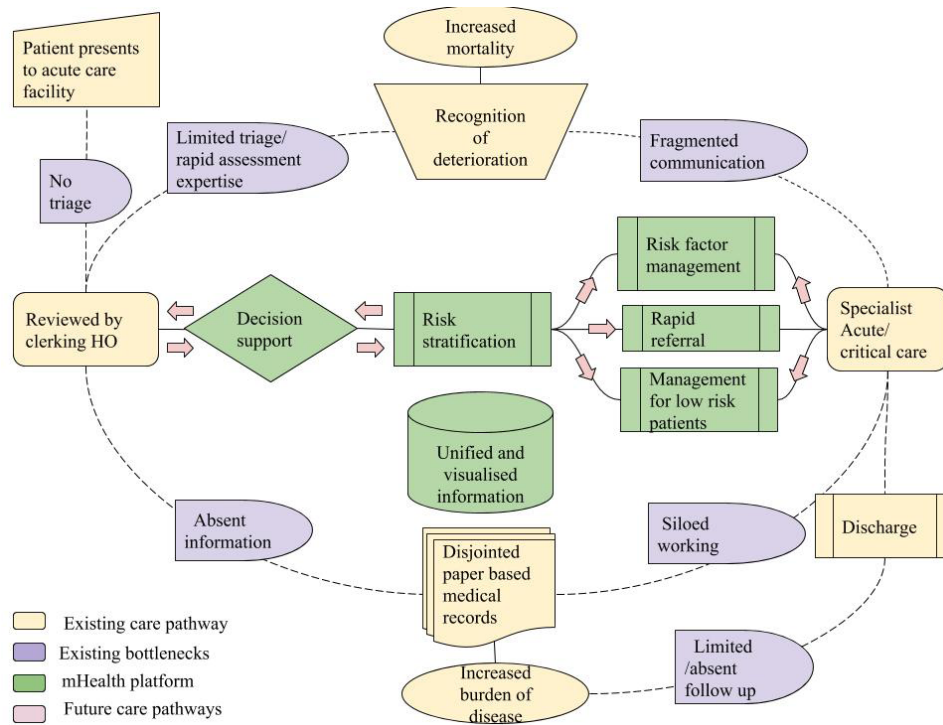 Patient presents
to acute care
facility
Increased
mortality
Recognition
of
deterioration
Limited triage/
rapid assessment
expertise
Fragmented
communication
No
triage
Reviewed by
clerking HO
Decision
support
Risk
stratification
Risk factor
management
Rapid
referral
Management
for low risk
patients
Specialist
Acute/
critical care
Unified and
visualised
information
Absent
information
Disjointed
paper based
medical
records
Siloed
working
Discharge
Increased
burden of
disease
Limited
/absent
follow up
Existing care pathway
Existing bottlenecks
mHealth platform
Future care pathways